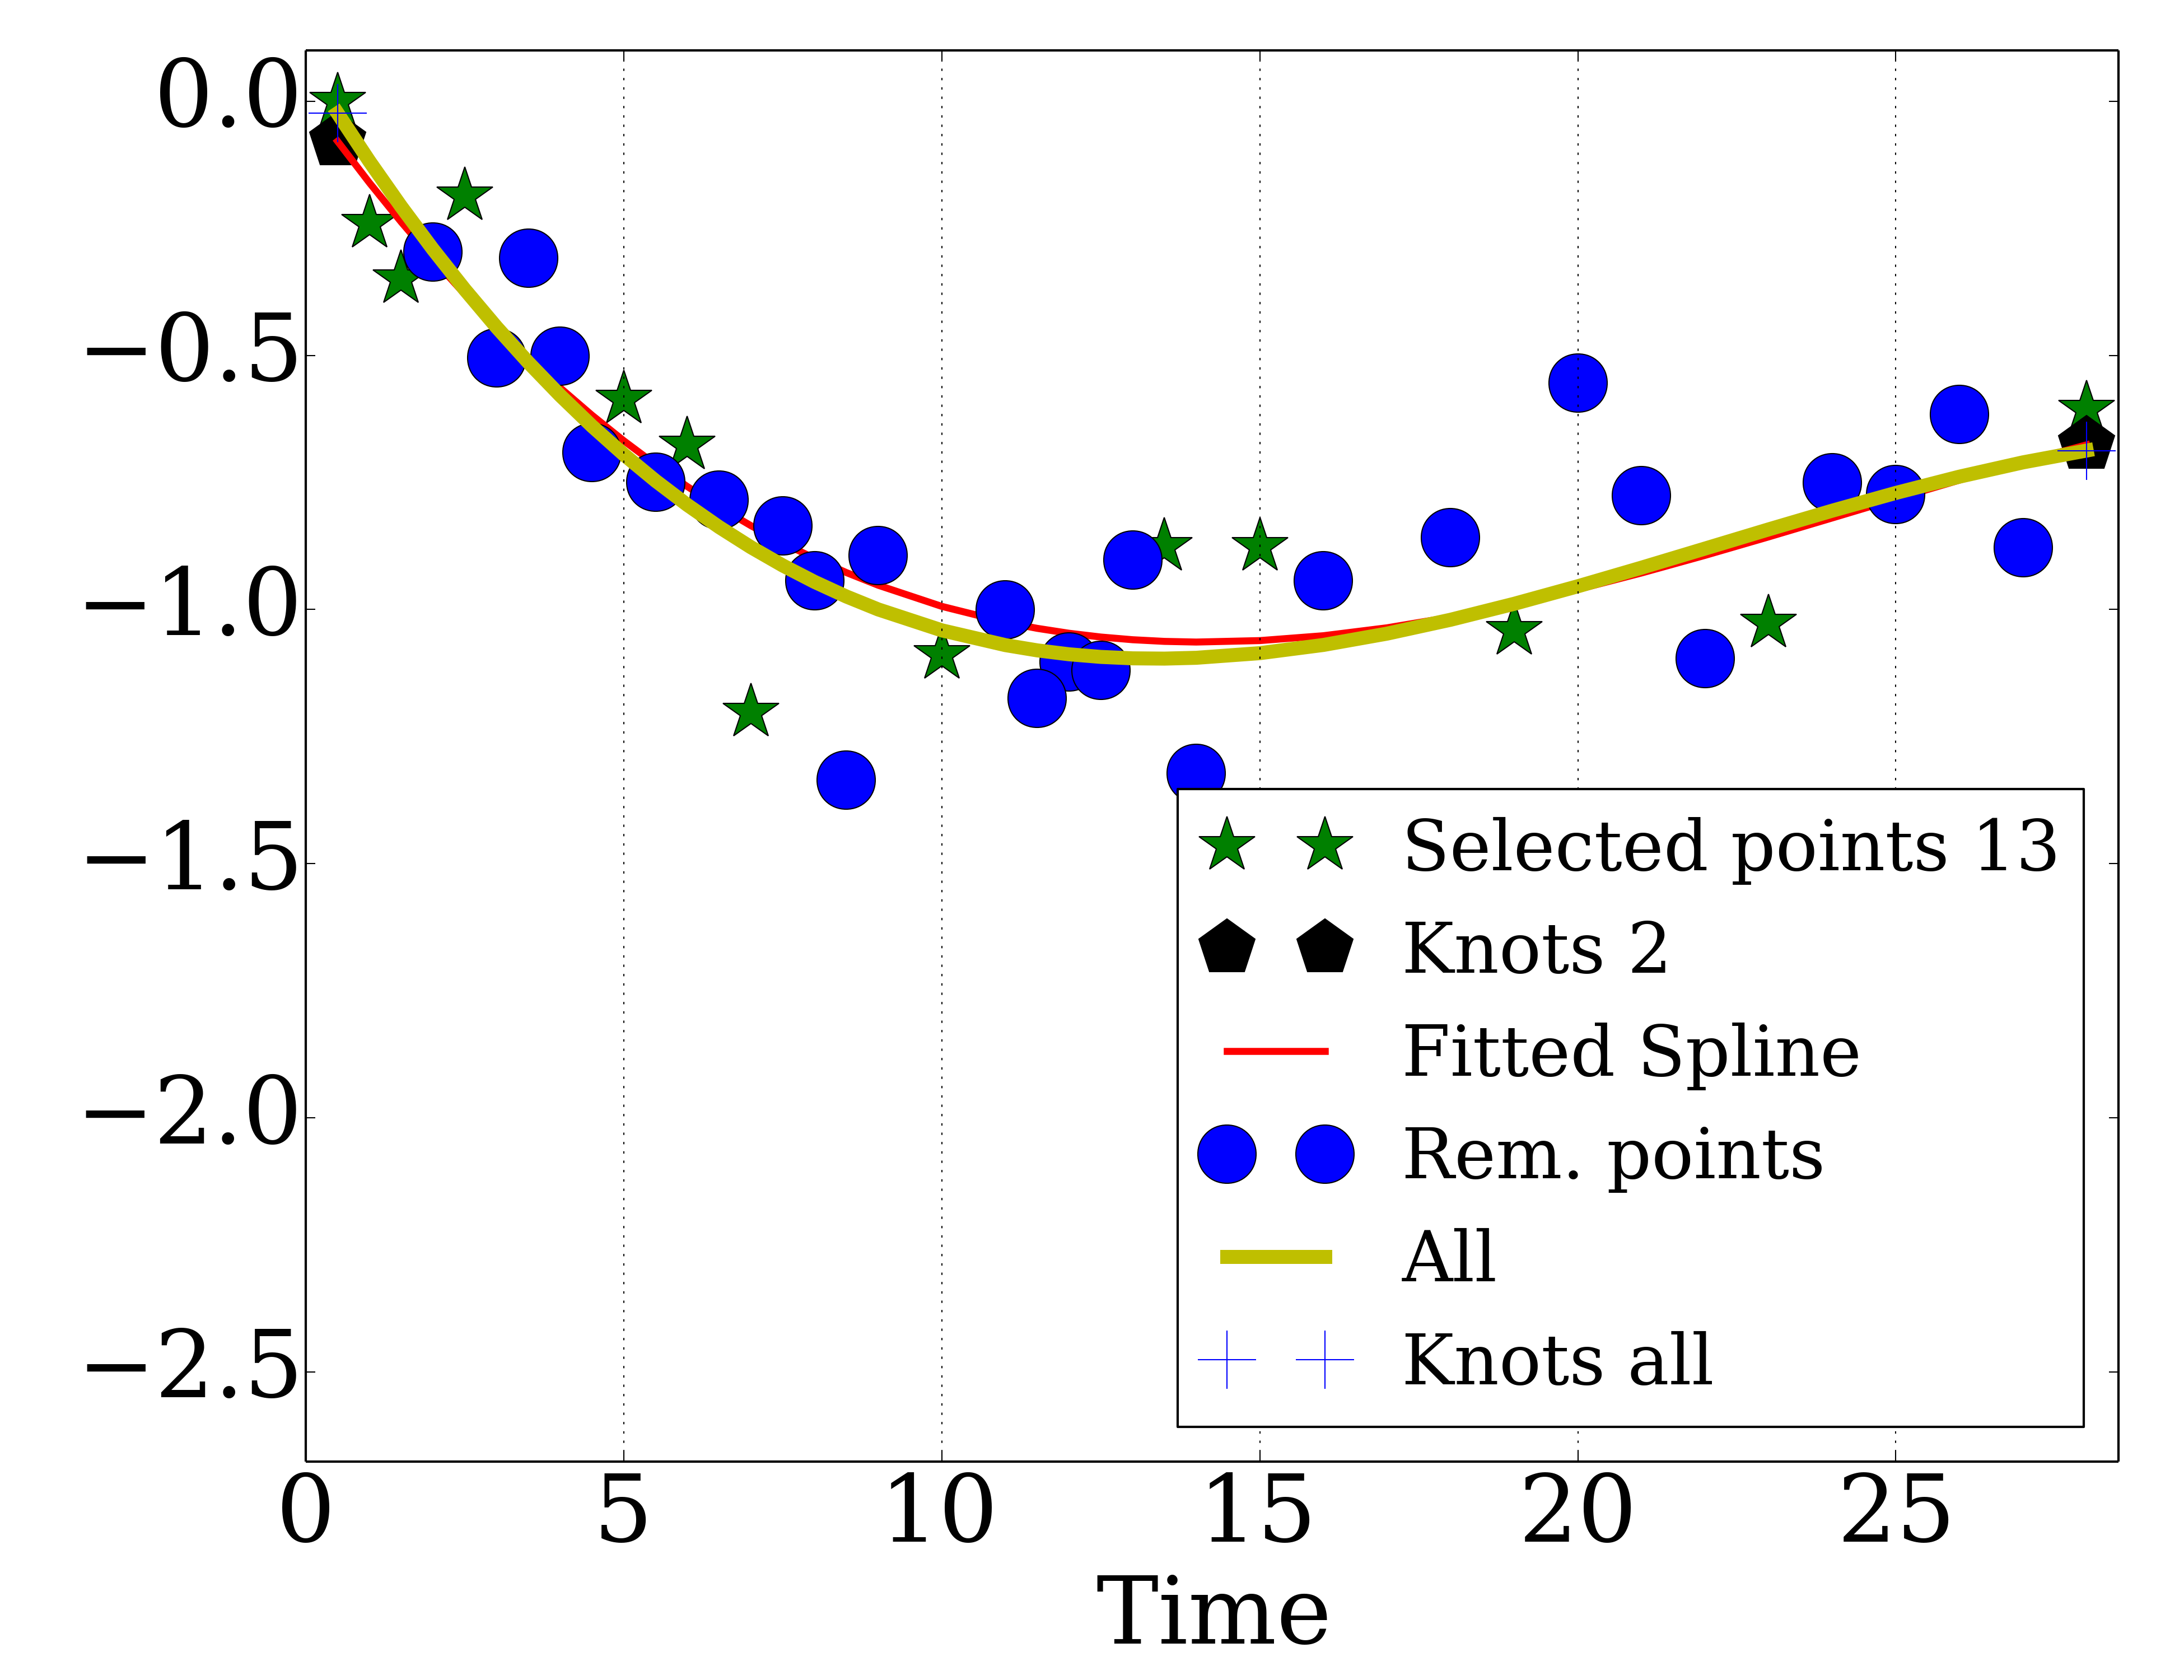 0.0
−0.5
−1.0
−1.5
−2.0
−2.5
Selected points 13
Knots 2
Fitted Spline
Rem. points
All
Knots all
0 5 10 15 20 25
Time